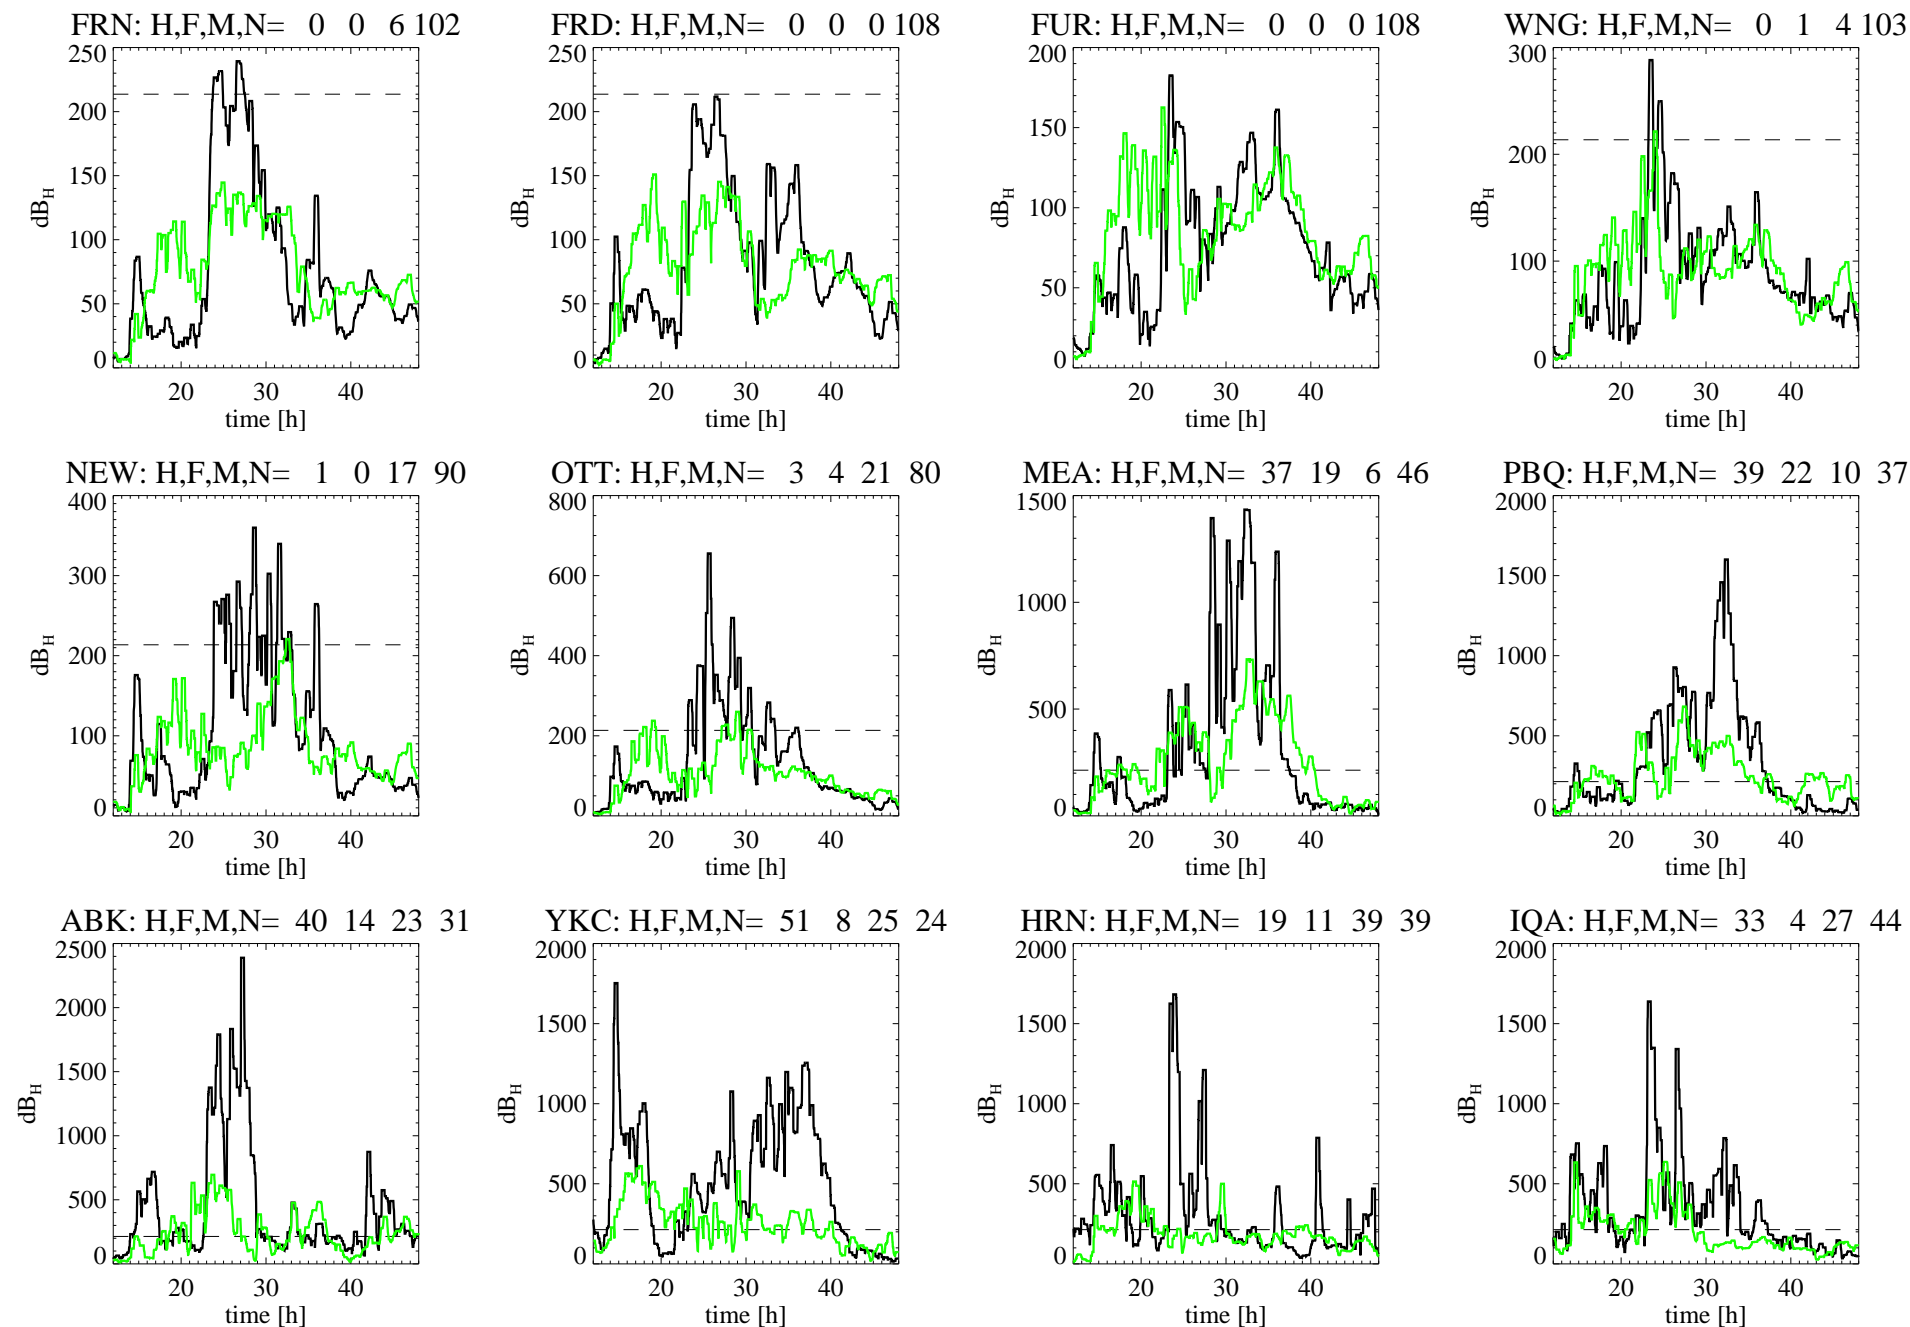 FRN: H,F,M,N= 0 0 6 102
250
200
150
100
50
0
dB_H
20 30 40
time [h]
FRD: H,F,M,N= 0 0 0 108
250
200
150
100
50
0
dB_H
20 30 40
time [h]
FUR: H,F,M,N= 0 0 0 108
200
150
100
50
0
dB_H
20 30 40
time [h]
WNG: H,F,M,N= 0 1 4 103
300
200
100
0
dB_H
20 30 40
time [h]
NEW: H,F,M,N= 1 0 17 90
400
300
200
100
0
dB_H
20 30 40
time [h]
OTT: H,F,M,N= 3 4 21 80
800
600
400
200
0
dB_H
20 30 40
time [h]
MEA: H,F,M,N= 37 19 6 46
1500
1000
500
0
dB_H
20 30 40
time [h]
PBQ: H,F,M,N= 39 22 10 37
2000
1500
1000
500
0
dB_H
20 30 40
time [h]
ABK: H,F,M,N= 40 14 23 31
2500
2000
1500
1000
500
0
dB_H
20 30 40
time [h]
YKC: H,F,M,N= 51 8 25 24
2000
1500
1000
500
0
dB_H
20 30 40
time [h]
HRN: H,F,M,N= 19 11 39 39
2000
1500
1000
500
0
dB_H
20 30 40
time [h]
IQA: H,F,M,N= 33 4 27 44
2000
1500
1000
500
0
dB_H
20 30 40
time [h]